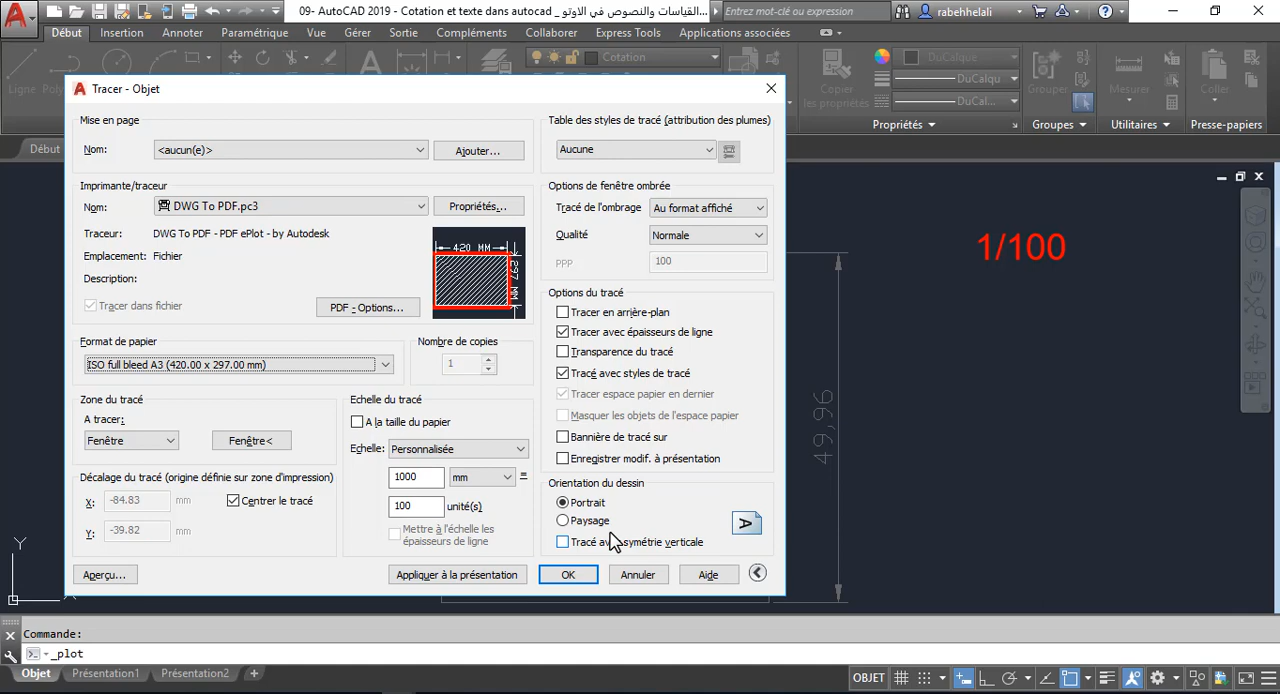 09- AutoCAD 2019 - Cotation et texte dans autocad _ القياسات والنصوص في الاوتو
Entrez mot-clé ou expression
rabehhelali
Début Insertion Annoter Paramétrique Vue Gérer Sortie Compléments Collaborer Express Tools Applications associées
Cotation
DuCalque
DuCalqu
DuCal...
Ligne
Copier
les propriétés
Groupe
Mesurer
Coller
Propriétés
Groupes
Utilitaires
Presse-papiers
Début
Tracer - Objet
Mise en page
Nom: <aucun(e)> Ajouter...
Imprimante/traceur
Nom: DWG To PDF.pc3 Propriétés...
Traceur: DWG To PDF - PDF ePlot - by Autodesk
Emplacement: Fichier
Description:
Tracer dans fichier
PDF - Options...
420 MM
297 MM
Format de papier
ISO full bleed A3 (420.00 x 297.00 mm)
Nombre de copies
1
Zone du tracé
A tracer:
Fenêtre Fenêtre<
Décalage du tracé (origine définie sur zone d'impression)
X: -84.83 mm Centrer le tracé
Y: -39.82 mm
Echelle du tracé
A la taille du papier
Echelle: Personnalisée
1000 mm =
100 unité(s)
Mettre à l'échelle les
épaisseurs de ligne
Table des styles de tracé (attribution des plumes)
Aucune
Options de fenêtre ombrée
Tracé de l'ombrage Au format affiché
Qualité Normale
PPP 100
Options du tracé
Tracer en arrière-plan
Tracer avec épaisseurs de ligne
Transparence du tracé
Tracé avec styles de tracé
Tracer espace papier en dernier
Masquer les objets de l'espace papier
Bannière de tracé sur
Enregistrer modif. à présentation
Orientation du dessin
Portrait
Paysage
Tracé symétrie verticale
A
Aperçu... Appliquer à la présentation OK Annuler Aide
1/100
49,96
Y
Commande:
_plot
Objet Présentation1 Présentation2 +
OBJET